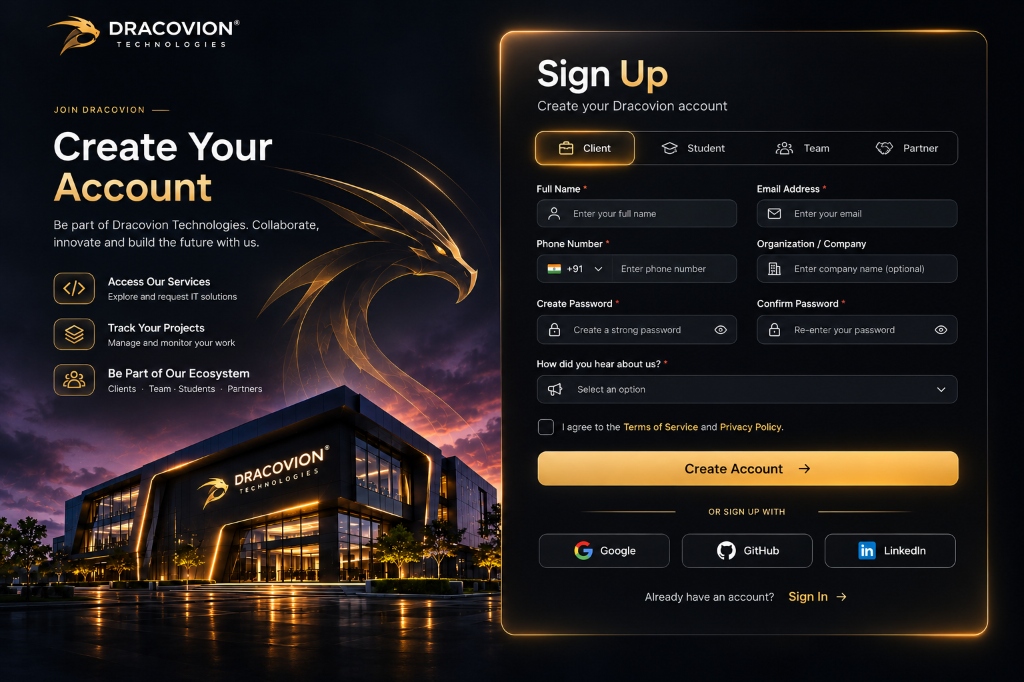 DRACOVION®
TECHNOLOGIES
JOIN DRACOVION
Create Your
Account
Be part of Dracovion Technologies. Collaborate,
innovate and build the future with us.
Access Our Services
Explore and request IT solutions
Track Your Projects
Manage and monitor your work
Be Part of Our Ecosystem
Clients · Team · Students · Partners
DRACOVION®
TECHNOLOGIES
Sign Up
Create your Dracovion account
Client Student Team Partner
Full Name * Email Address *
Enter your full name Enter your email
Phone Number * Organization / Company
+91 Enter phone number Enter company name (optional)
Create Password * Confirm Password *
Create a strong password Re-enter your password
How did you hear about us? *
Select an option
I agree to the Terms of Service and Privacy Policy.
Create Account →
OR SIGN UP WITH
Google GitHub LinkedIn
Already have an account? Sign In →